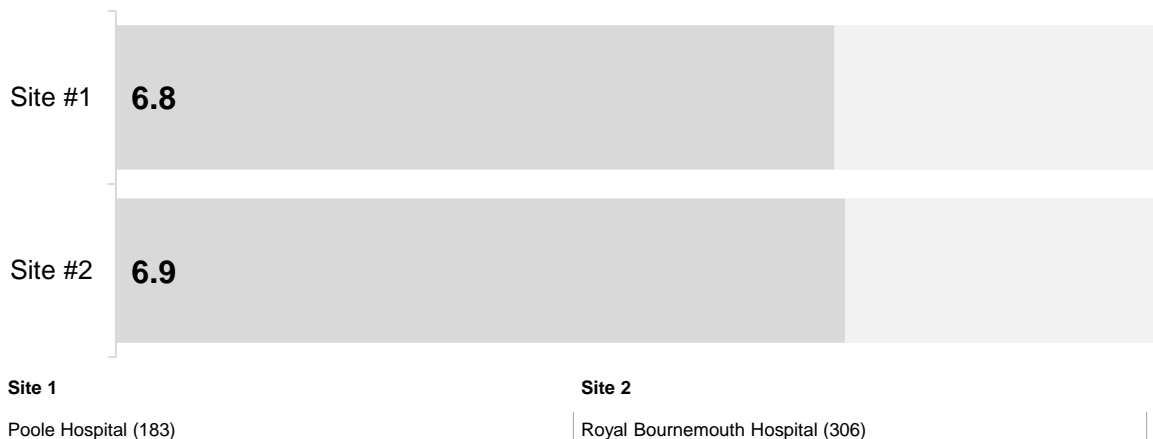 Site #1 6.8
Site #2 6.9
Site 1 Site 2
Poole Hospital (183) Royal Bournemouth Hospital (306)